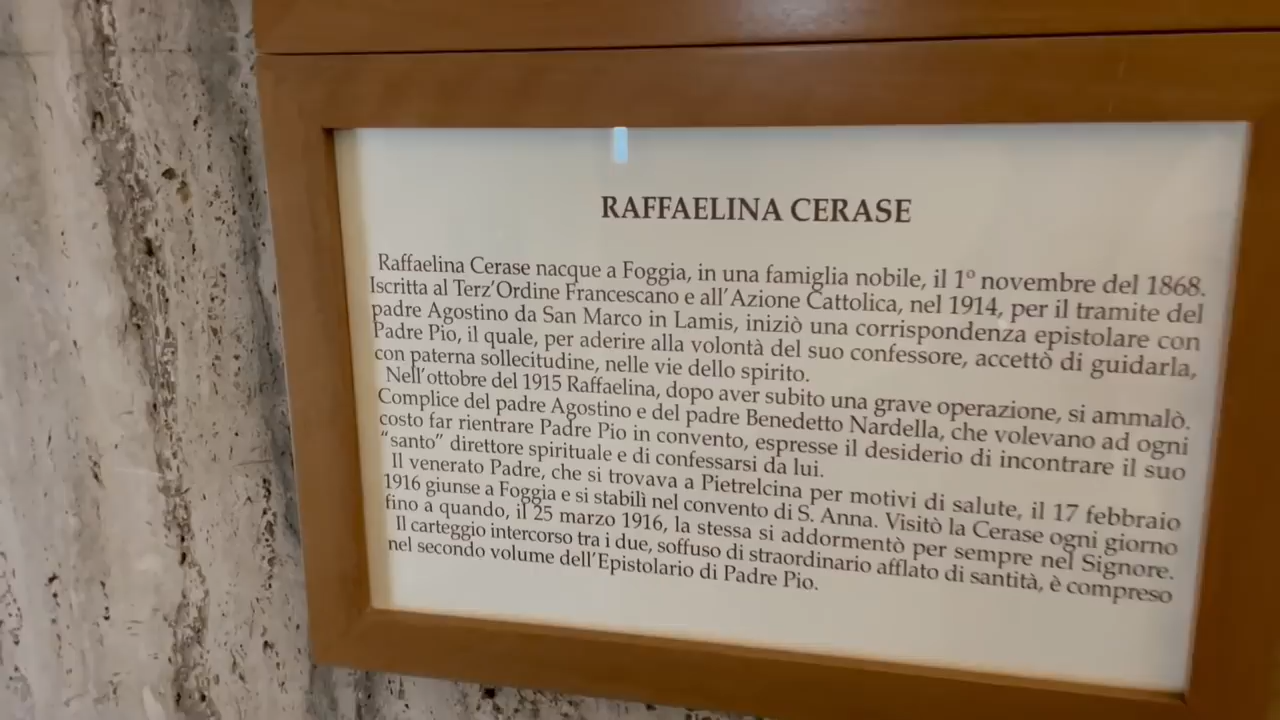 RAFFAELINA CERASE
Raffaelina Cerase nacque a Foggia, in una famiglia nobile, il 1° novembre del 1868.
Iscritta al Terz'Ordine Francescano e all'Azione Cattolica, nel 1914, per il tramite del
padre Agostino da San Marco in Lamis, iniziò una corrispondenza epistolare con
Padre Pio, il quale, per aderire alla volontà del suo confessore, accettò di guidarla,
con paterna sollecitudine, nelle vie dello spirito.
Nell'ottobre del 1915 Raffaelina, dopo aver subito una grave operazione, si ammalò.
Complice del padre Agostino e del padre Benedetto Nardella, che volevano ad ogni
costo far rientrare Padre Pio in convento, espresse il desiderio di incontrare il suo
“santo” direttore spirituale e di confessarsi da lui.
Il venerato Padre, che si trovava a Pietrelcina per motivi di salute, il 17 febbraio
1916 giunse a Foggia e si stabilì nel convento di S. Anna. Visitò la Cerase ogni giorno
fino a quando, il 25 marzo 1916, la stessa si addormentò per sempre nel Signore.
Il carteggio intercorso tra i due, soffuso di straordinario afflato di santità, è compreso
nel secondo volume dell'Epistolario di Padre Pio.